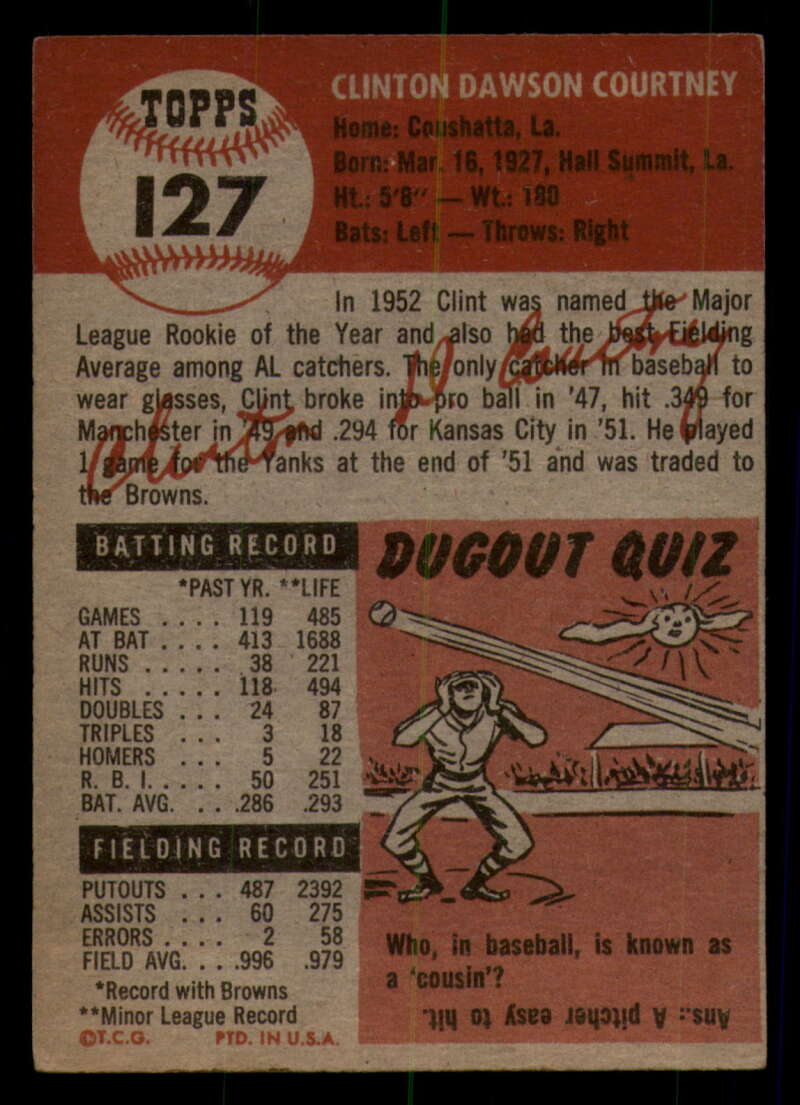 TOPPS
127
CLINTON DAWSON COURTNEY
Home: Coushatta, La.
Born: Mar. 16, 1927, Hall Summit, La.
Ht.: 5'8" — Wt.: 180
Bats: Left — Throws: Right
In 1952 Clint was named the Major
League Rookie of the Year and also had the best Fielding
Average among AL catchers. The only catcher in baseball to
wear glasses, Clint broke into pro ball in '47, hit .349 for
Manchester in '49 and .294 for Kansas City in '51. He played
1 game for the Yanks at the end of '51 and was traded to
the Browns.
BATTING RECORD
*PAST YR. **LIFE
GAMES .... 119 485
AT BAT .... 413 1688
RUNS ..... 38 221
HITS ..... 118 494
DOUBLES ... 24 87
TRIPLES ... 3 18
HOMERS ... 5 22
R. B. I. .... 50 251
BAT. AVG. .. .286 .293
FIELDING RECORD
PUTOUTS ... 487 2392
ASSISTS ... 60 275
ERRORS .... 2 58
FIELD AVG. .. .996 .979
*Record with Browns
**Minor League Record
©T.C.G. PTD. IN U.S.A.
DUGOUT QUIZ
Who, in baseball, is known as
a 'cousin'?
Ans.: A pitcher easy to hit.